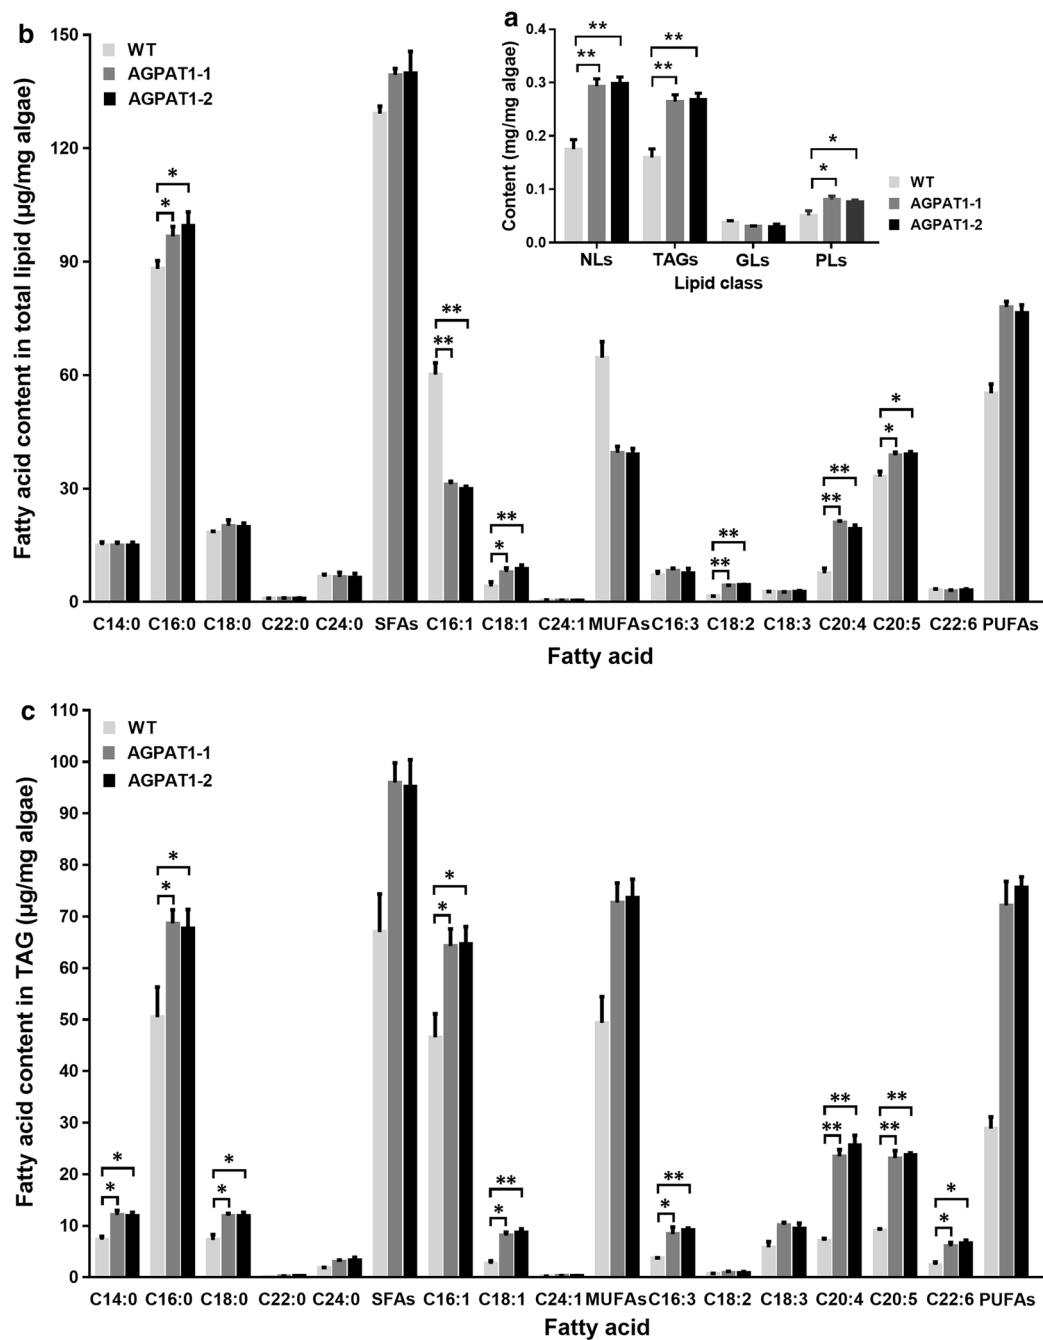 a
Content (mg/mg algae)
0.4
0.3
0.2
0.1
0.0
** **
** **
* *
NLs TAGs GLs PLs
Lipid class
WT
AGPAT1-1
AGPAT1-2
b
Fatty acid content in total lipid (µg/mg algae)
150
120
90
60
30
0
WT
AGPAT1-1
AGPAT1-2
*
*
**
**
**
*
**
**
**
**
*
*
C14:0 C16:0 C18:0 C22:0 C24:0 SFAs C16:1 C18:1 C24:1 MUFAs C16:3 C18:2 C18:3 C20:4 C20:5 C22:6 PUFAs
Fatty acid
c
Fatty acid content in TAG (µg/mg algae)
110
100
90
80
70
60
50
40
30
20
10
0
WT
AGPAT1-1
AGPAT1-2
*
*
*
*
*
*
*
*
**
*
**
*
**
**
**
**
*
*
C14:0 C16:0 C18:0 C22:0 C24:0 SFAs C16:1 C18:1 C24:1 MUFAs C16:3 C18:2 C18:3 C20:4 C20:5 C22:6 PUFAs
Fatty acid